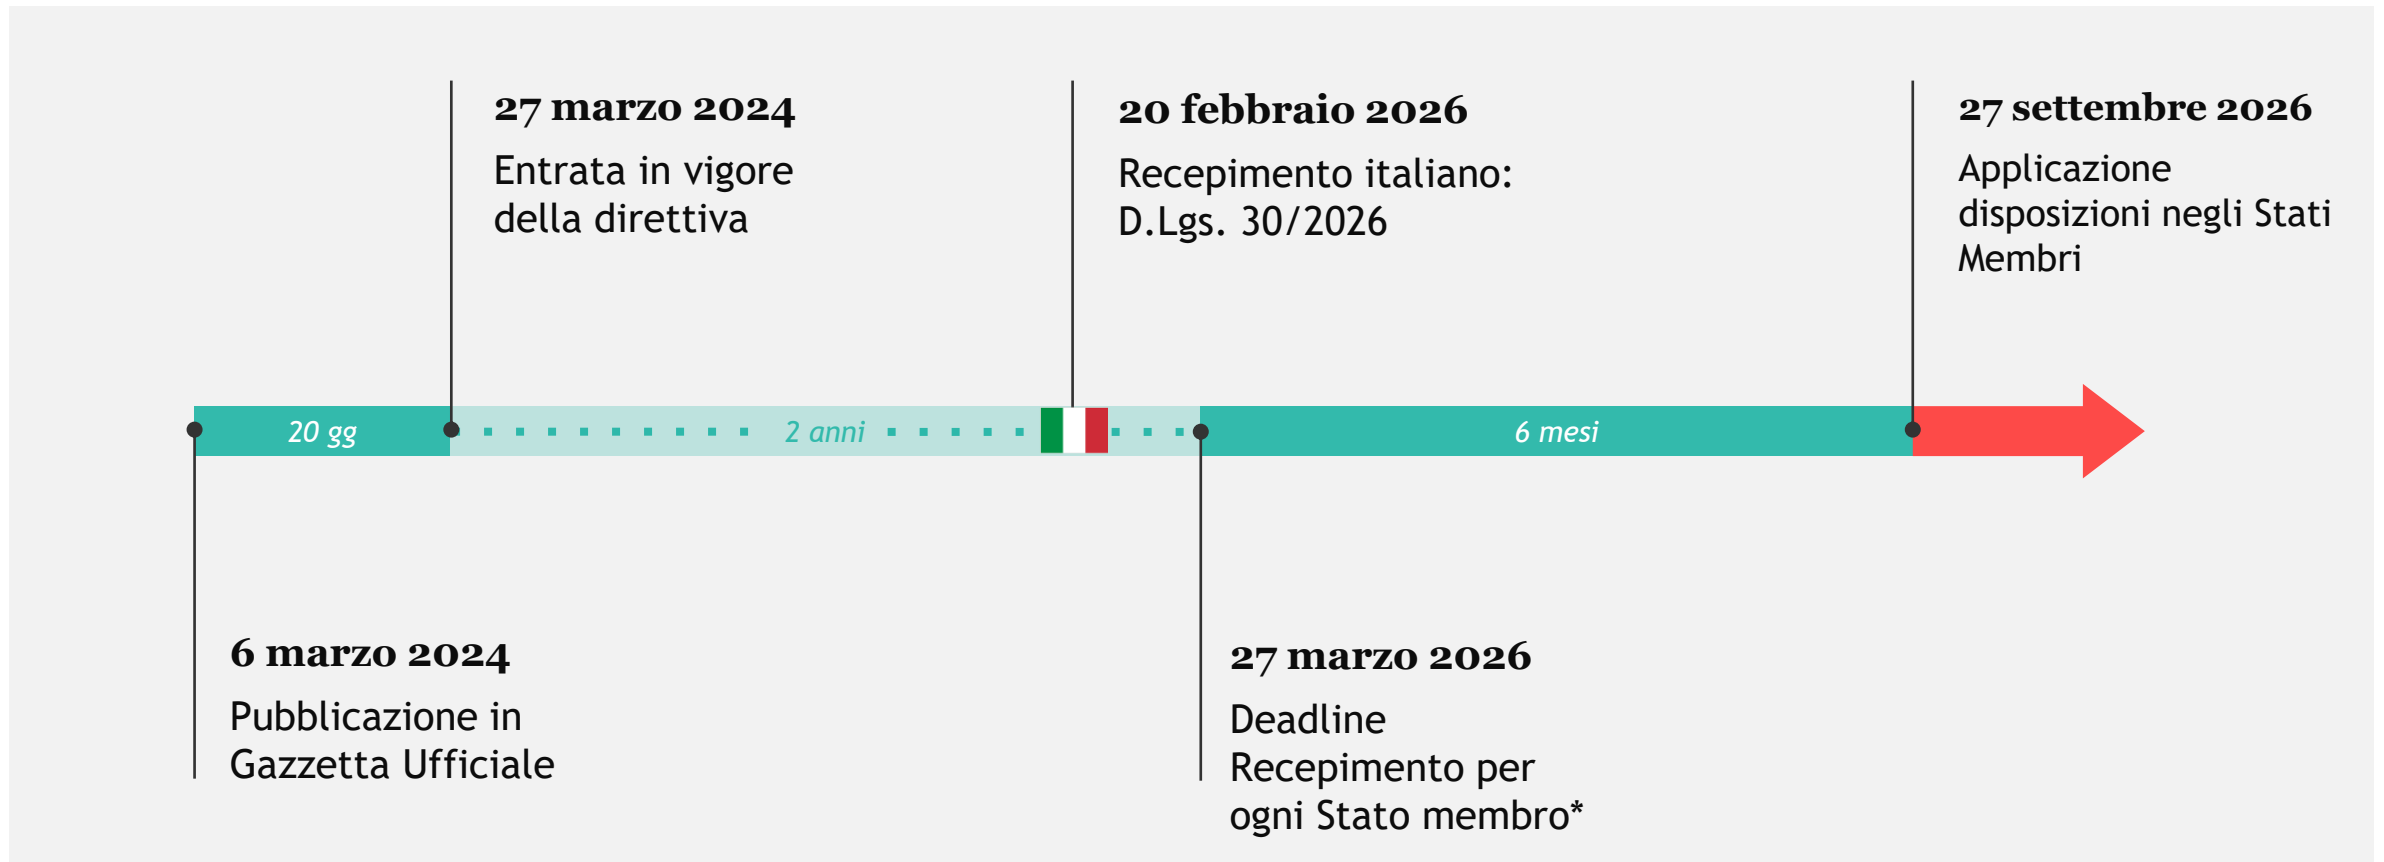 27 marzo 2024
Entrata in vigore
della direttiva
20 febbraio 2026
Recepimento italiano:
D.Lgs. 30/2026
27 settembre 2026
Applicazione
disposizioni negli Stati
Membri
20 gg
2 anni
6 mesi
6 marzo 2024
Pubblicazione in
Gazzetta Ufficiale
27 marzo 2026
Deadline
Recepimento per
ogni Stato membro*